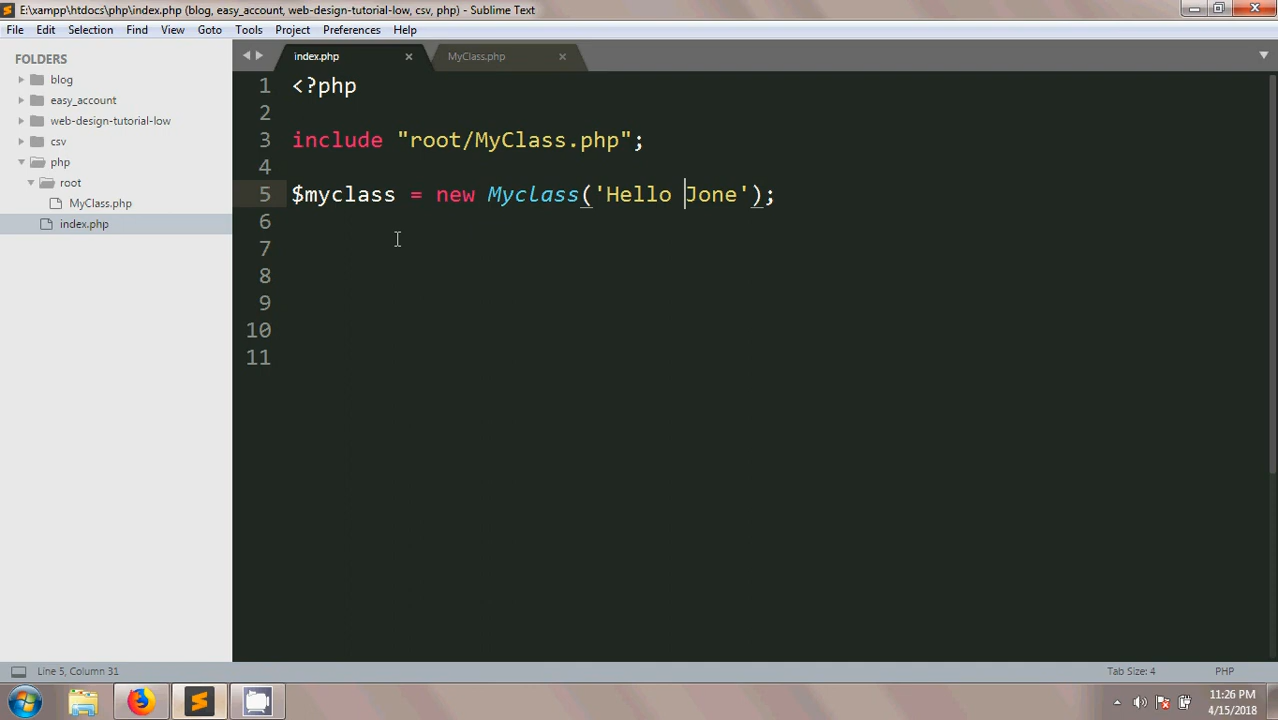 E:\xampp\htdocs\php\index.php (blog, easy_account, web-design-tutorial-low, csv, php) - Sublime Text
File Edit Selection Find View Goto Tools Project Preferences Help
FOLDERS
blog
easy_account
web-design-tutorial-low
csv
php
root
MyClass.php
index.php
index.php MyClass.php
1 <?php
2
3 include "root/MyClass.php";
4
5 $myclass = new Myclass('Hello Jone');
6
7
8
9
10
11
Line 5, Column 31 Tab Size: 4 PHP
11:26 PM
4/15/2018